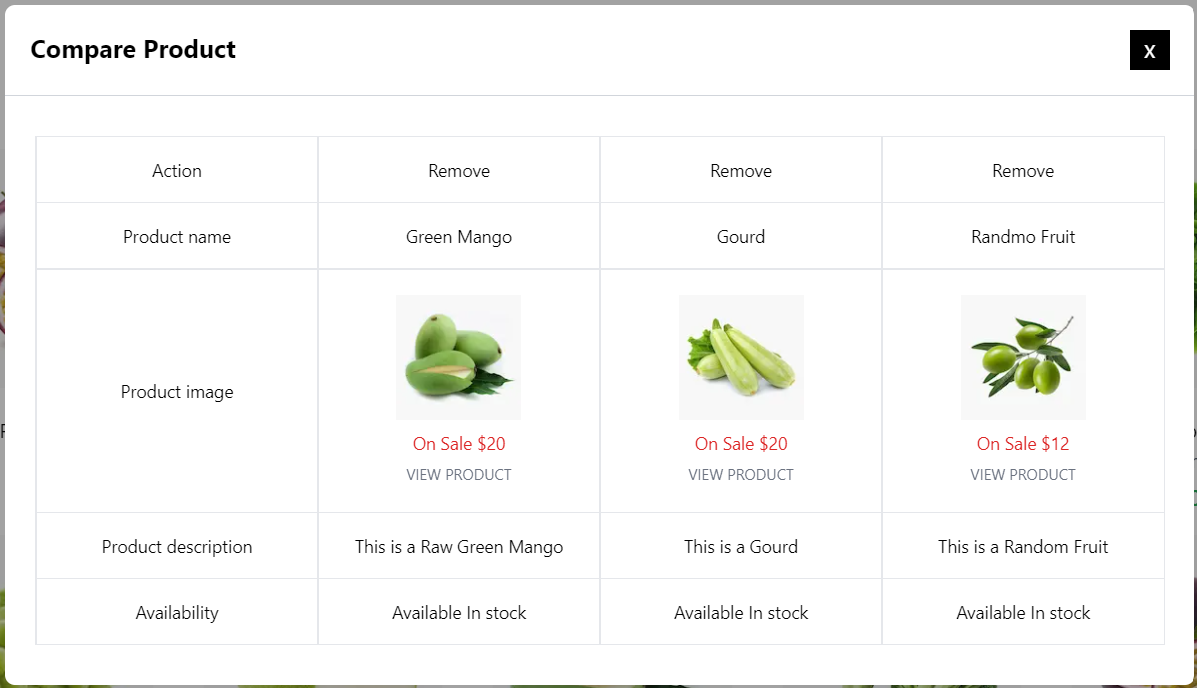 Compare Product
X
Action Remove Remove Remove
Product name Green Mango Gourd Randmo Fruit
Product image
On Sale $20 On Sale $20 On Sale $12
VIEW PRODUCT VIEW PRODUCT VIEW PRODUCT
Product description This is a Raw Green Mango This is a Gourd This is a Random Fruit
Availability Available In stock Available In stock Available In stock